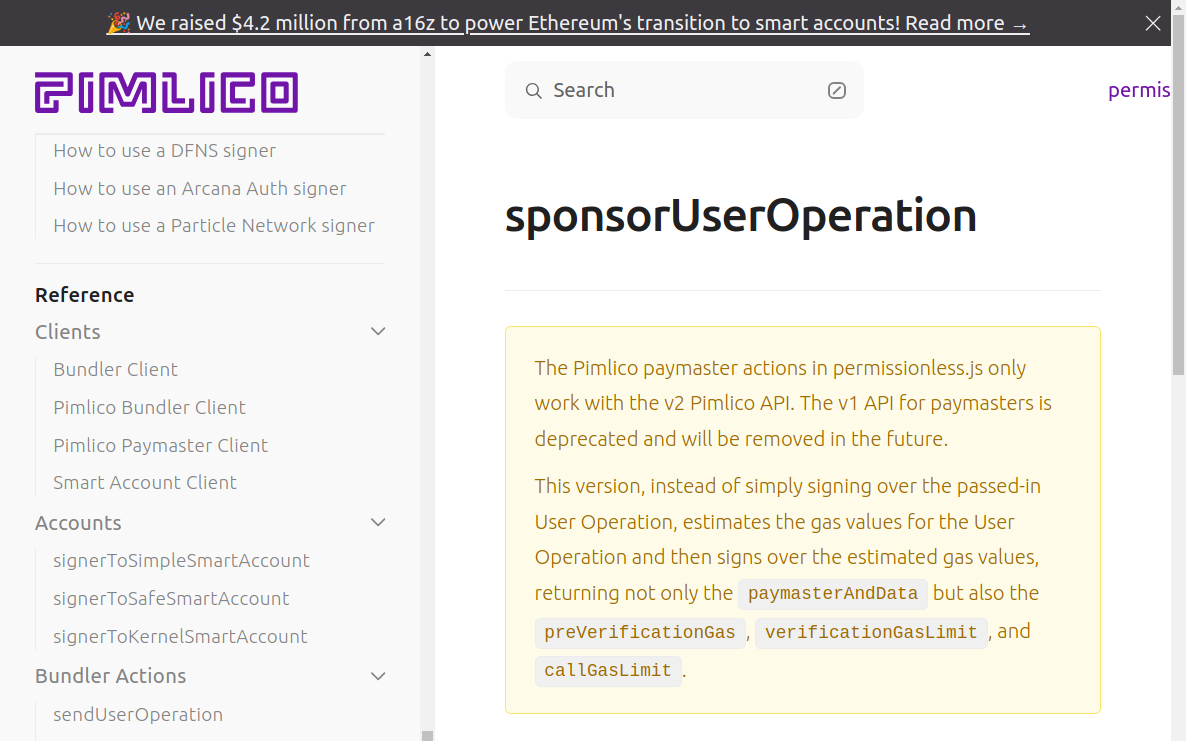 🎉 We raised $4.2 million from a16z to power Ethereum's transition to smart accounts! Read more →
PIMLICO
Search
permis
How to use a DFNS signer
How to use an Arcana Auth signer
How to use a Particle Network signer
Reference
Clients
Bundler Client
Pimlico Bundler Client
Pimlico Paymaster Client
Smart Account Client
Accounts
signerToSimpleSmartAccount
signerToSafeSmartAccount
signerToKernelSmartAccount
Bundler Actions
sendUserOperation
sponsorUserOperation
The Pimlico paymaster actions in permissionless.js only
work with the v2 Pimlico API. The v1 API for paymasters is
deprecated and will be removed in the future.
This version, instead of simply signing over the passed-in
User Operation, estimates the gas values for the User
Operation and then signs over the estimated gas values,
returning not only the paymasterAndData but also the
preVerificationGas, verificationGasLimit, and
callGasLimit.